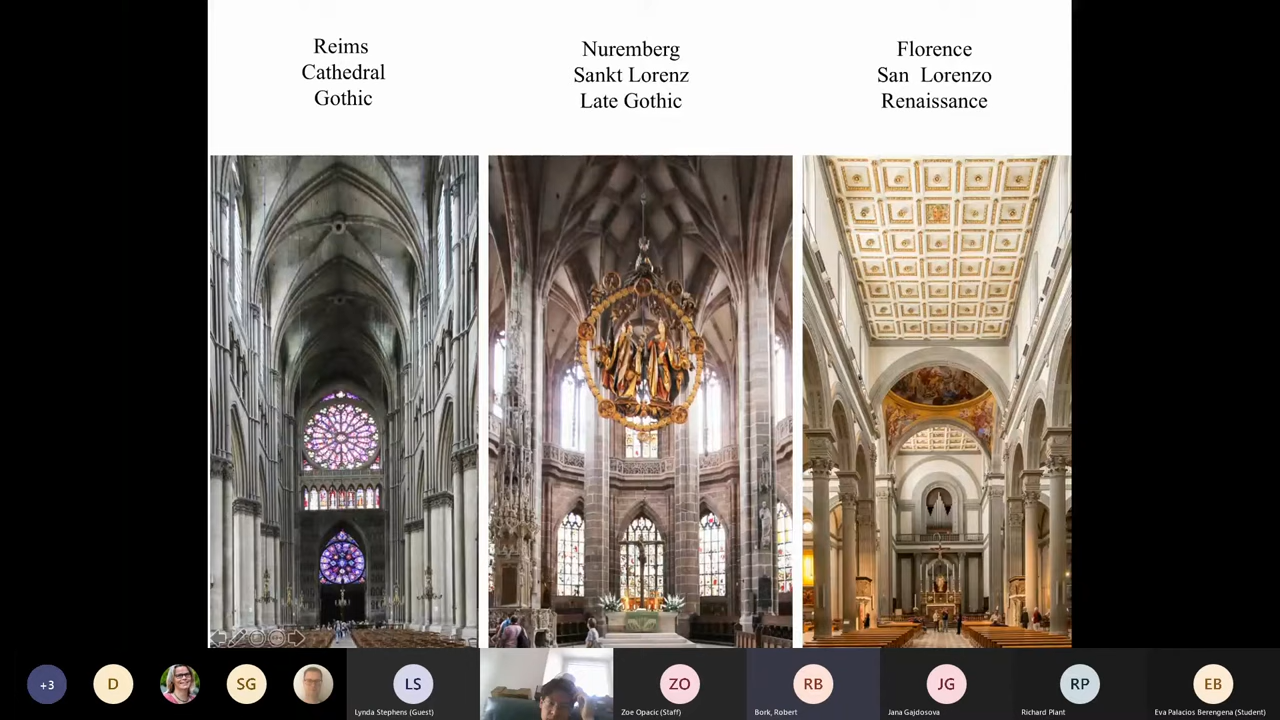 Reims
Cathedral
Gothic
Nuremberg
Sankt Lorenz
Late Gothic
Florence
San Lorenzo
Renaissance
+3
D
SG
LS
Lynda Stephens (Guest)
ZO
Zoe Opacic (Staff)
RB
Bork, Robert
JG
Jana Gajdosova
RP
Richard Plant
EB
Eva Palacios Berengena (Student)